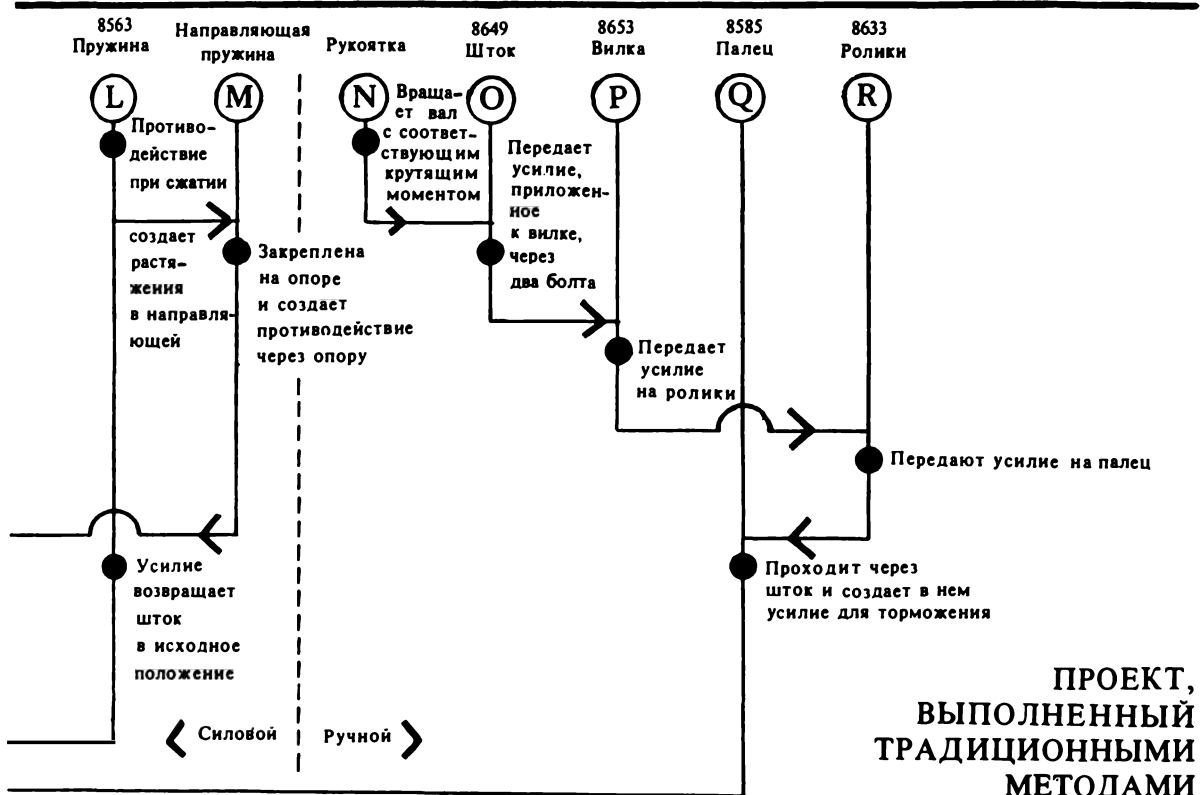 8563
Пружина
Направляющая
пружина
Рукоятка
8649
Шток
8653
Вилка
8585
Палец
8633
Ролики
L
M
N
O
P
Q
R
Противо-
действие
при сжатии
создает
растя-
жения
в направля-
ющей
Закреплена
на опоре
и создает
противодействие
через опору
Враща-
ет вал
с соответ-
ствующим
крутящим
моментом
Передает
усилие,
приложен-
ное
к вилке,
через
два болта
Передает
усилие
на ролики
Передают усилие на палец
Усилие
возвращает
шток
в исходное
положение
Проходит через
шток и создает в нем
усилие для торможения
Силовой
Ручной
ПРОЕКТ,
ВЫПОЛНЕННЫЙ
ТРАДИЦИОННЫМИ
МЕТОДАМИ